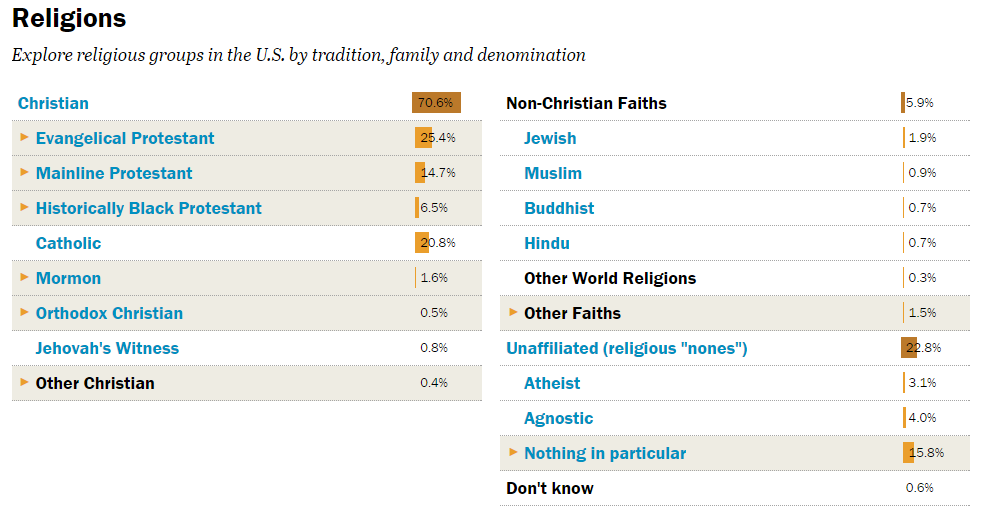 Religions
Explore religious groups in the U.S. by tradition, family and denomination
Christian 70.6%
Evangelical Protestant 25.4%
Mainline Protestant 14.7%
Historically Black Protestant 6.5%
Catholic 20.8%
Mormon 1.6%
Orthodox Christian 0.5%
Jehovah's Witness 0.8%
Other Christian 0.4%
Non-Christian Faiths 5.9%
Jewish 1.9%
Muslim 0.9%
Buddhist 0.7%
Hindu 0.7%
Other World Religions 0.3%
Other Faiths 1.5%
Unaffiliated (religious "nones") 22.8%
Atheist 3.1%
Agnostic 4.0%
Nothing in particular 15.8%
Don't know 0.6%